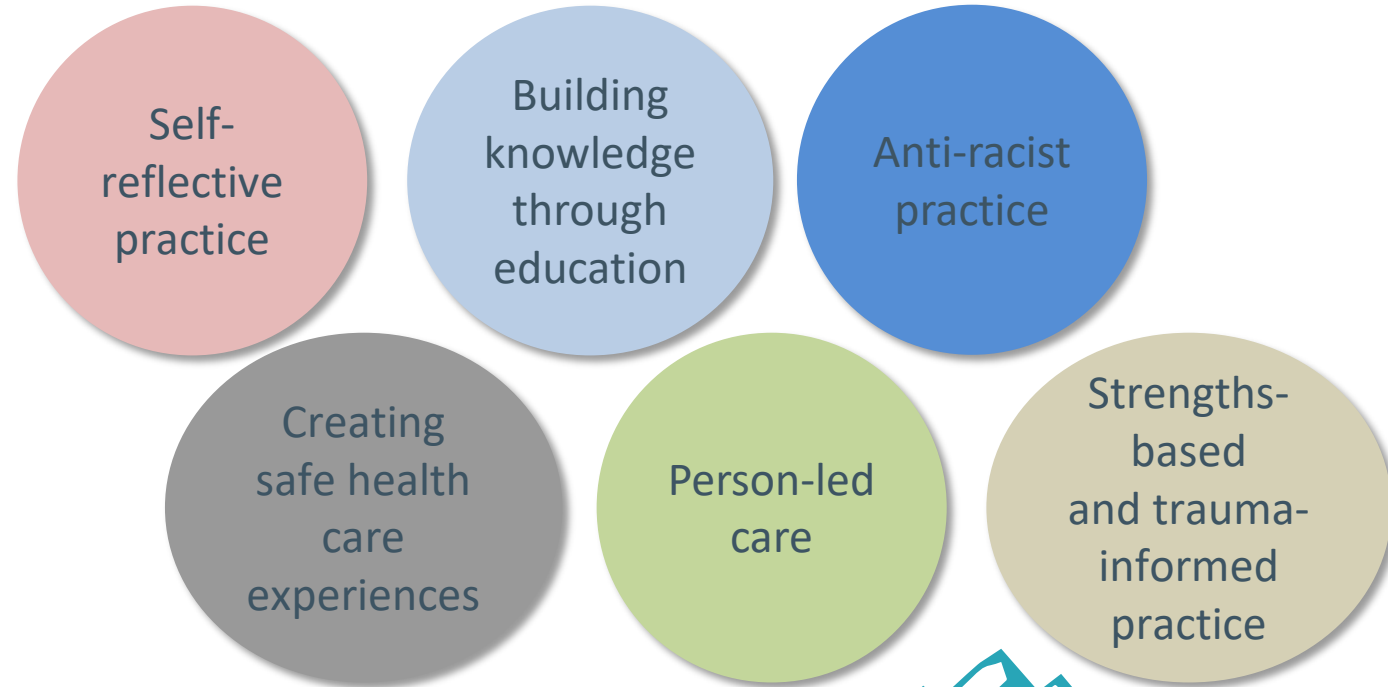 Self-
reflective
practice
Building
knowledge
through
education
Anti-racist
practice
Creating
safe health
care
experiences
Person-led
care
Strengths-
based
and trauma-
informed
practice